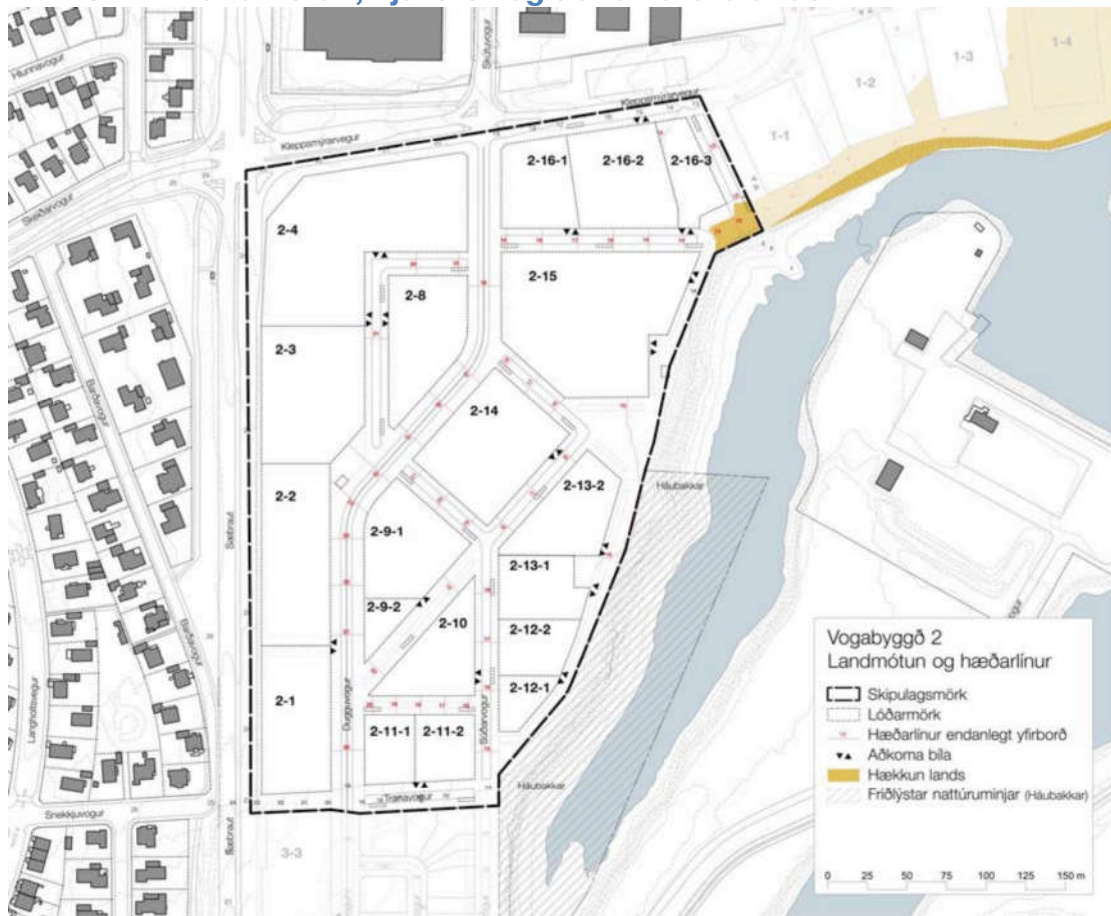 Hlunnavogur
Skútuvogur
Kleppsmýrarvegur
Kleppsmýrarvegur
1-4
1-3
1-2
1-1
Skeiðarvogur
2-16-1
2-16-2
2-16-3
2-4
2-15
2-8
2-3
Barðavogur
2-14
Háubakkar
2-13-2
2-2
Sæbraut
2-9-1
2-13-1
2-9-2
2-10
2-12-2
2-12-1
Barðavogur
Langholtsvegur
2-1
Dugguvogur
Súðarvogur
2-11-1
2-11-2
Tranavogur
Háubakkar
Snekkjuvogur
Sæbraut
3-3
Vogabyggð 2
Landmótun og hæðarlínur
Skipulagsmörk
Lóðarmörk
Hæðarlínur endanlegt yfirborð
Aðkoma bíla
Hækkun lands
Friðlýstar nattúruminjar (Háubakkar)
0 25 50 75 100 125 150 m